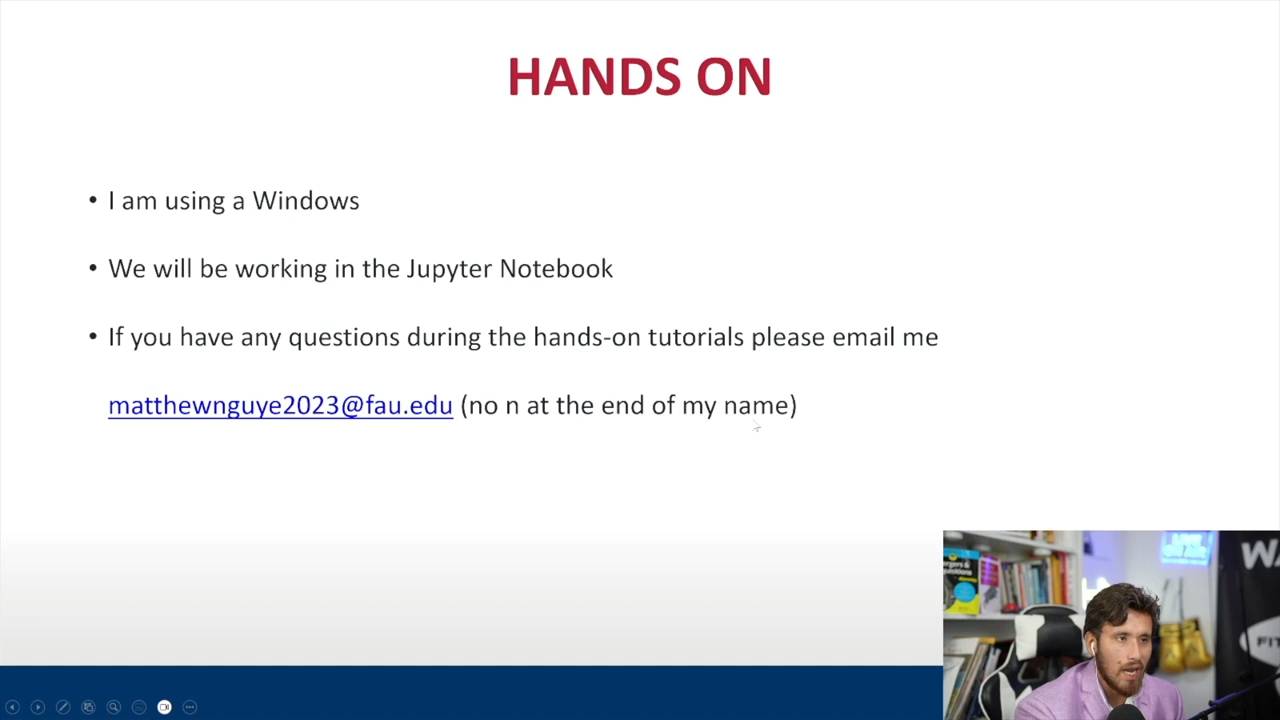 HANDS ON
• I am using a Windows
• We will be working in the Jupyter Notebook
• If you have any questions during the hands-on tutorials please email me
matthewnguye2023@fau.edu (no n at the end of my name)